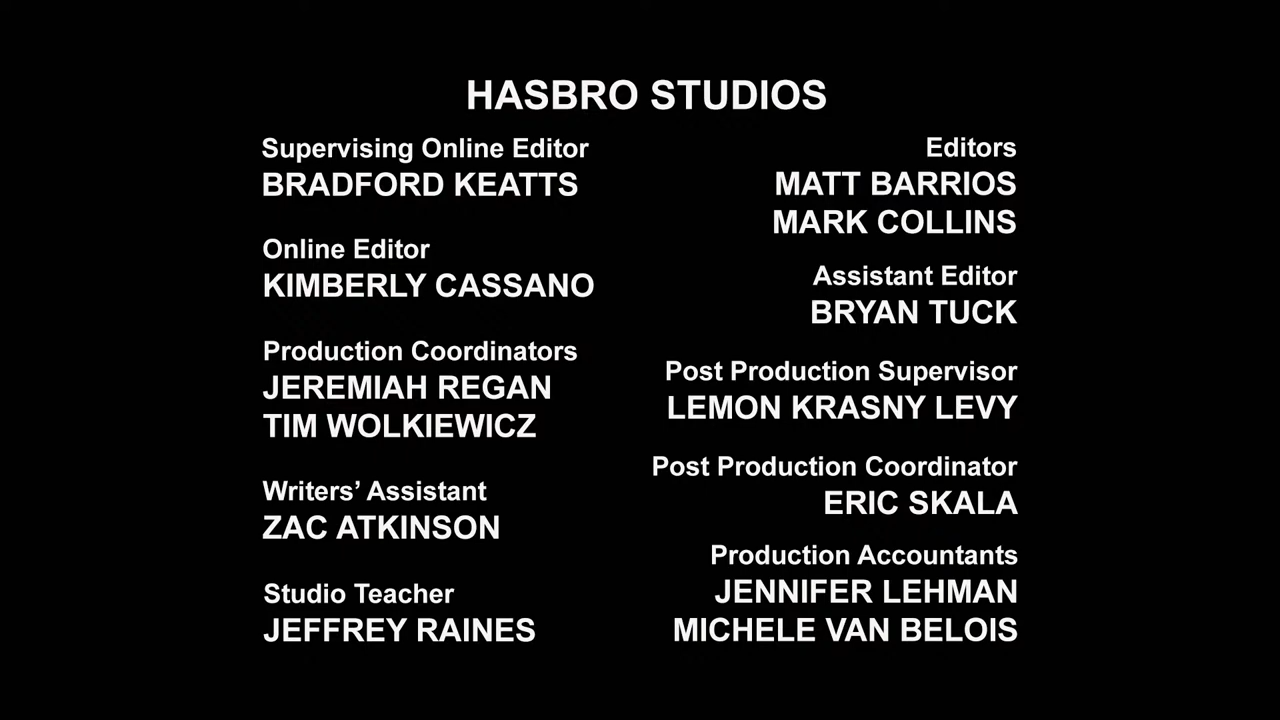 HASBRO STUDIOS
Supervising Online Editor
BRADFORD KEATTS
Online Editor
KIMBERLY CASSANO
Production Coordinators
JEREMIAH REGAN
TIM WOLKIEWICZ
Writers’ Assistant
ZAC ATKINSON
Studio Teacher
JEFFREY RAINES
Editors
MATT BARRIOS
MARK COLLINS
Assistant Editor
BRYAN TUCK
Post Production Supervisor
LEMON KRASNY LEVY
Post Production Coordinator
ERIC SKALA
Production Accountants
JENNIFER LEHMAN
MICHELE VAN BELOIS